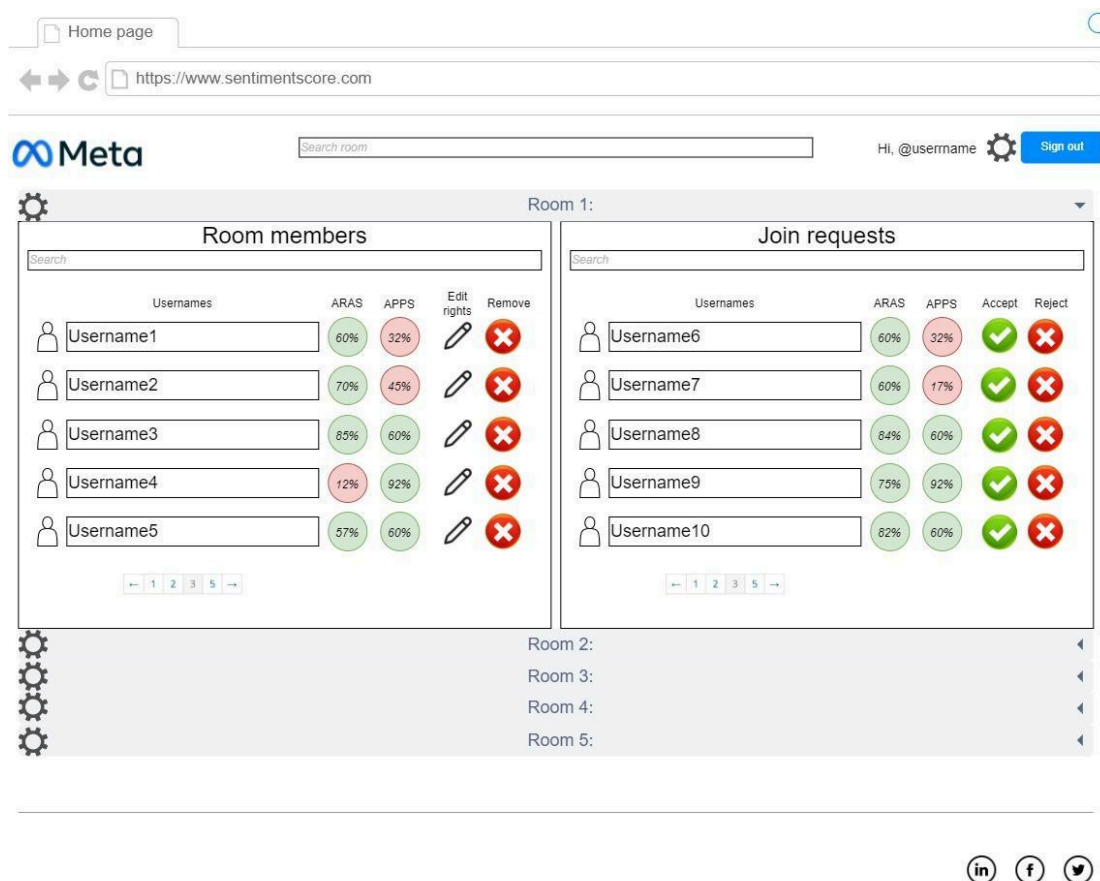 Home page
https://www.sentimentscore.com
Meta
Search room
Hi, @userrname
Sign out
Room 1:
Room members
Search
Usernames ARAS APPS Edit rights Remove
Username1 60% 32%
Username2 70% 45%
Username3 85% 60%
Username4 12% 92%
Username5 57% 60%
← 1 2 3 5 →
Join requests
Search
Usernames ARAS APPS Accept Reject
Username6 60% 32%
Username7 60% 17%
Username8 84% 60%
Username9 75% 92%
Username10 82% 60%
← 1 2 3 5 →
Room 2:
Room 3:
Room 4:
Room 5:
in f